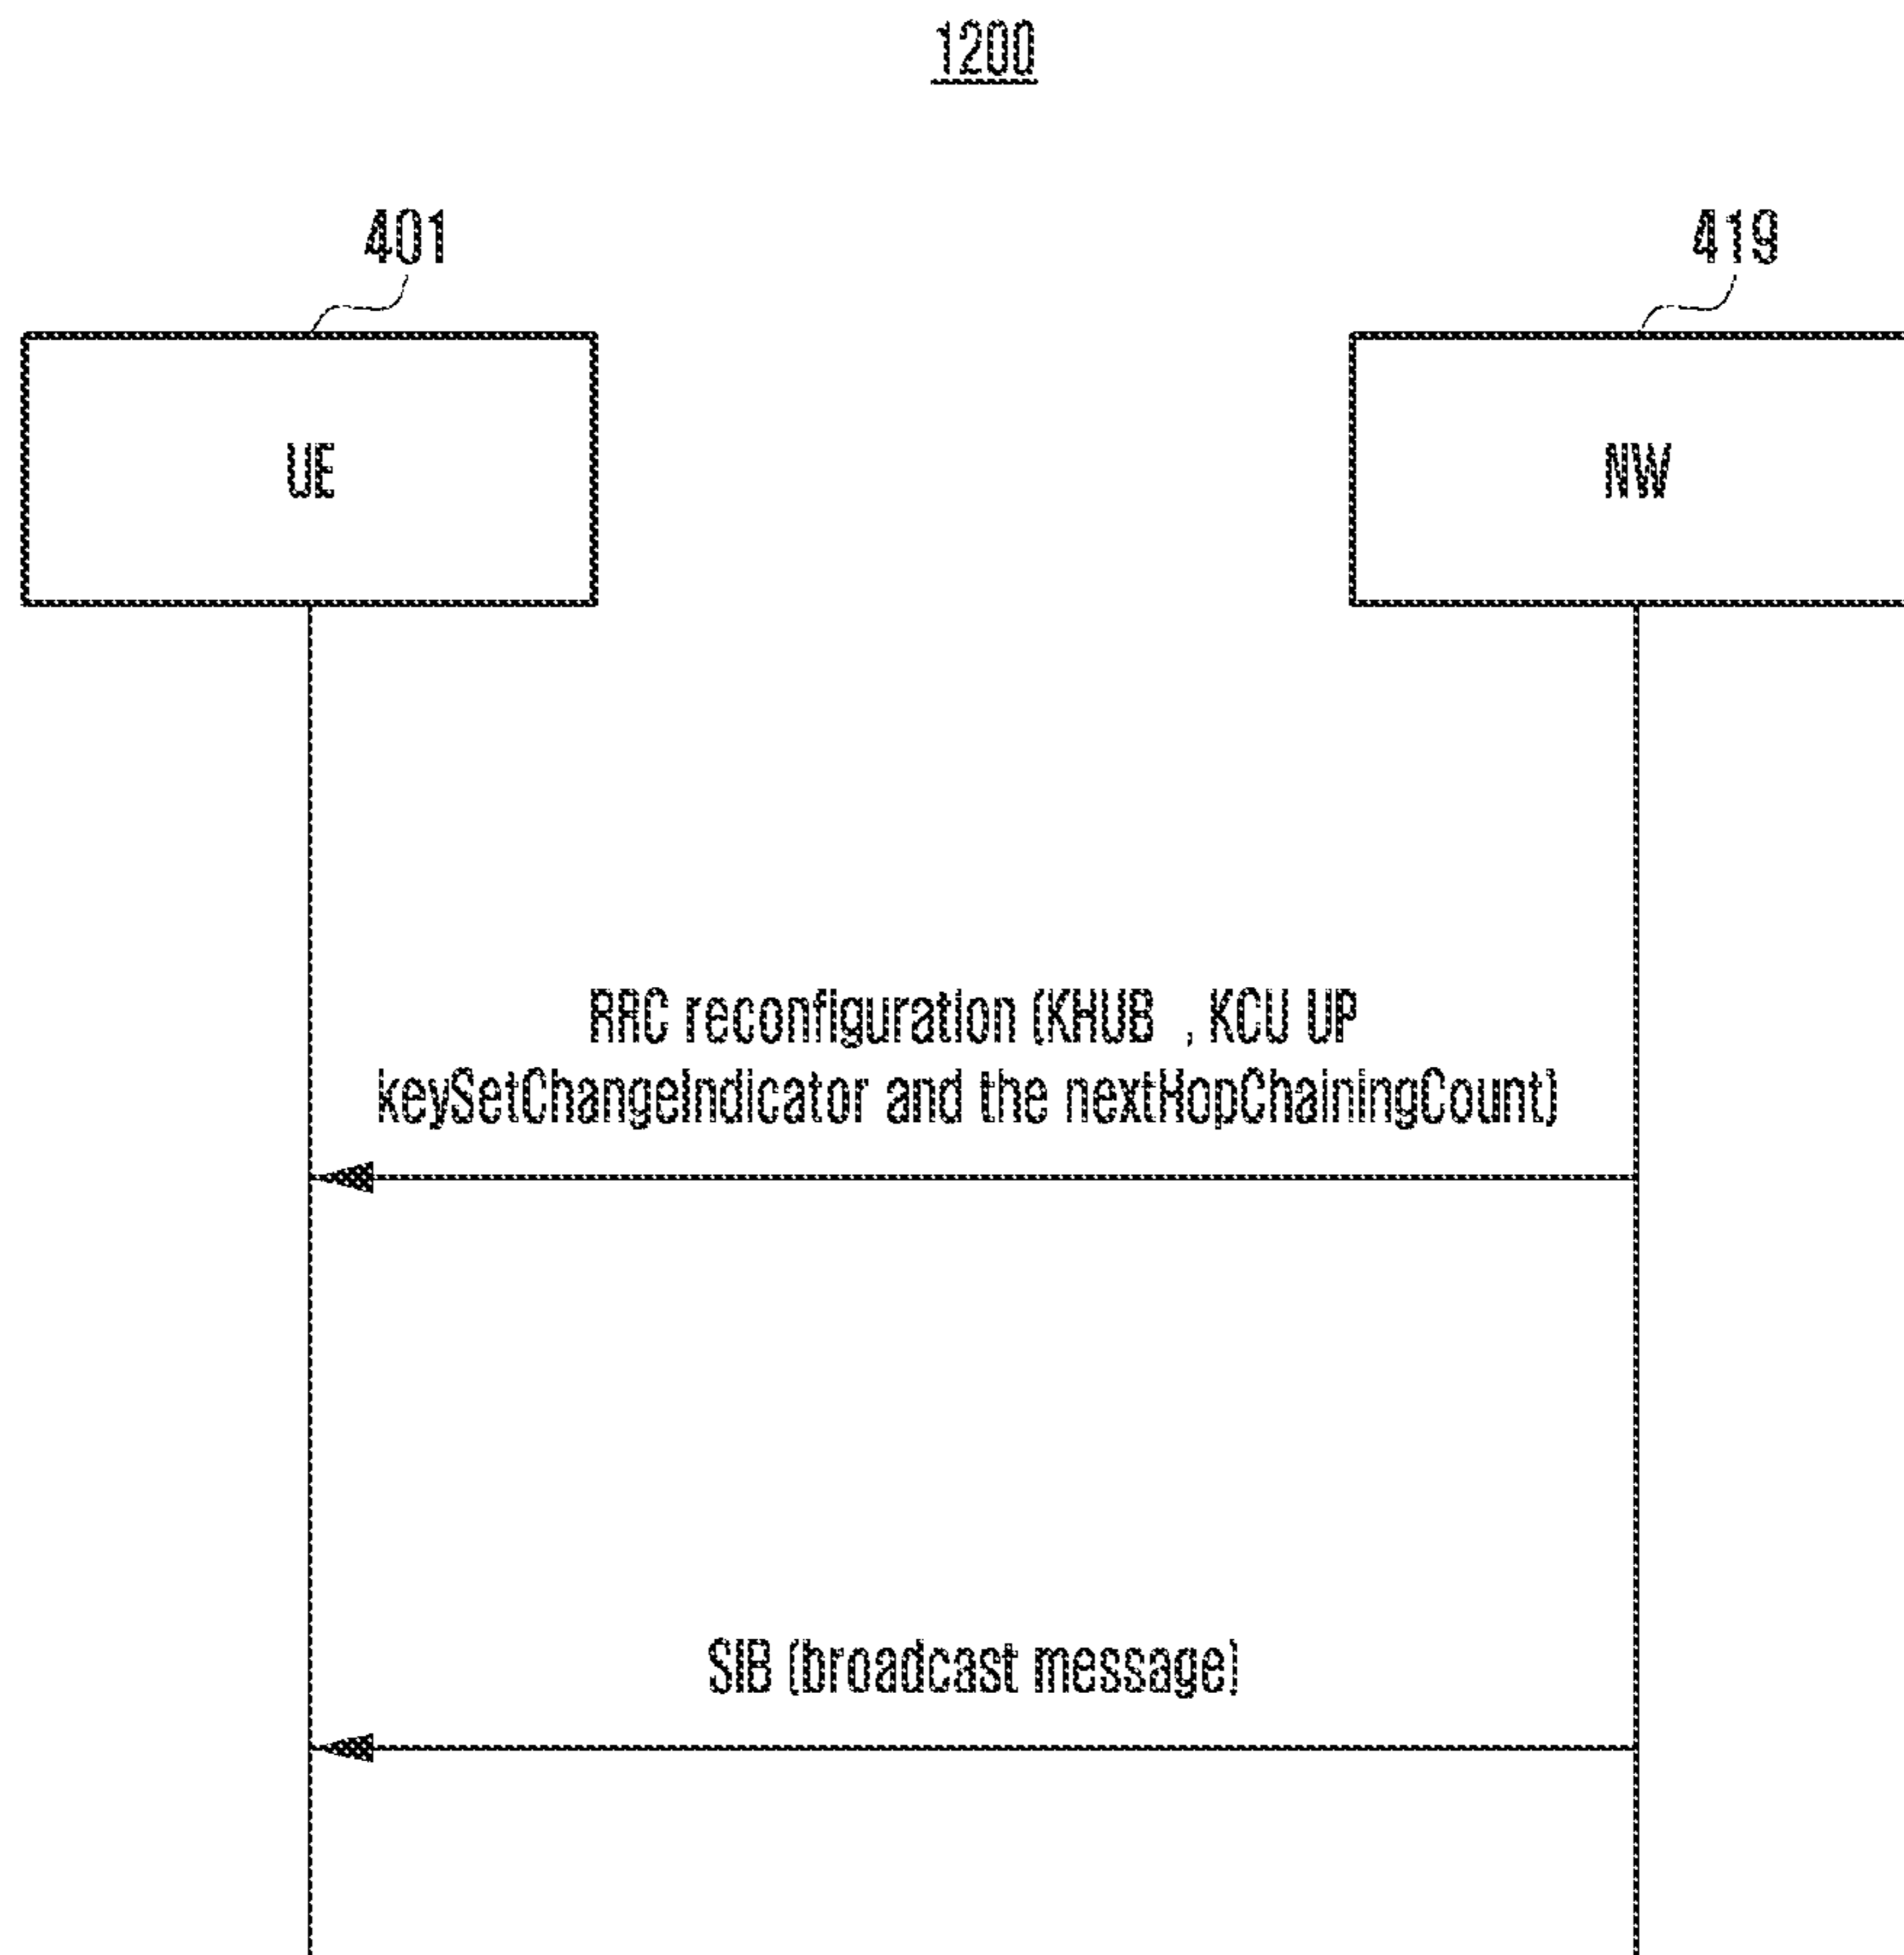 1200
401
419
UE
NW
RRC reconfiguration (KHUB , KCU UP
keySetChangeIndicator and the nextHopChainingCount)
SIB (broadcast message)